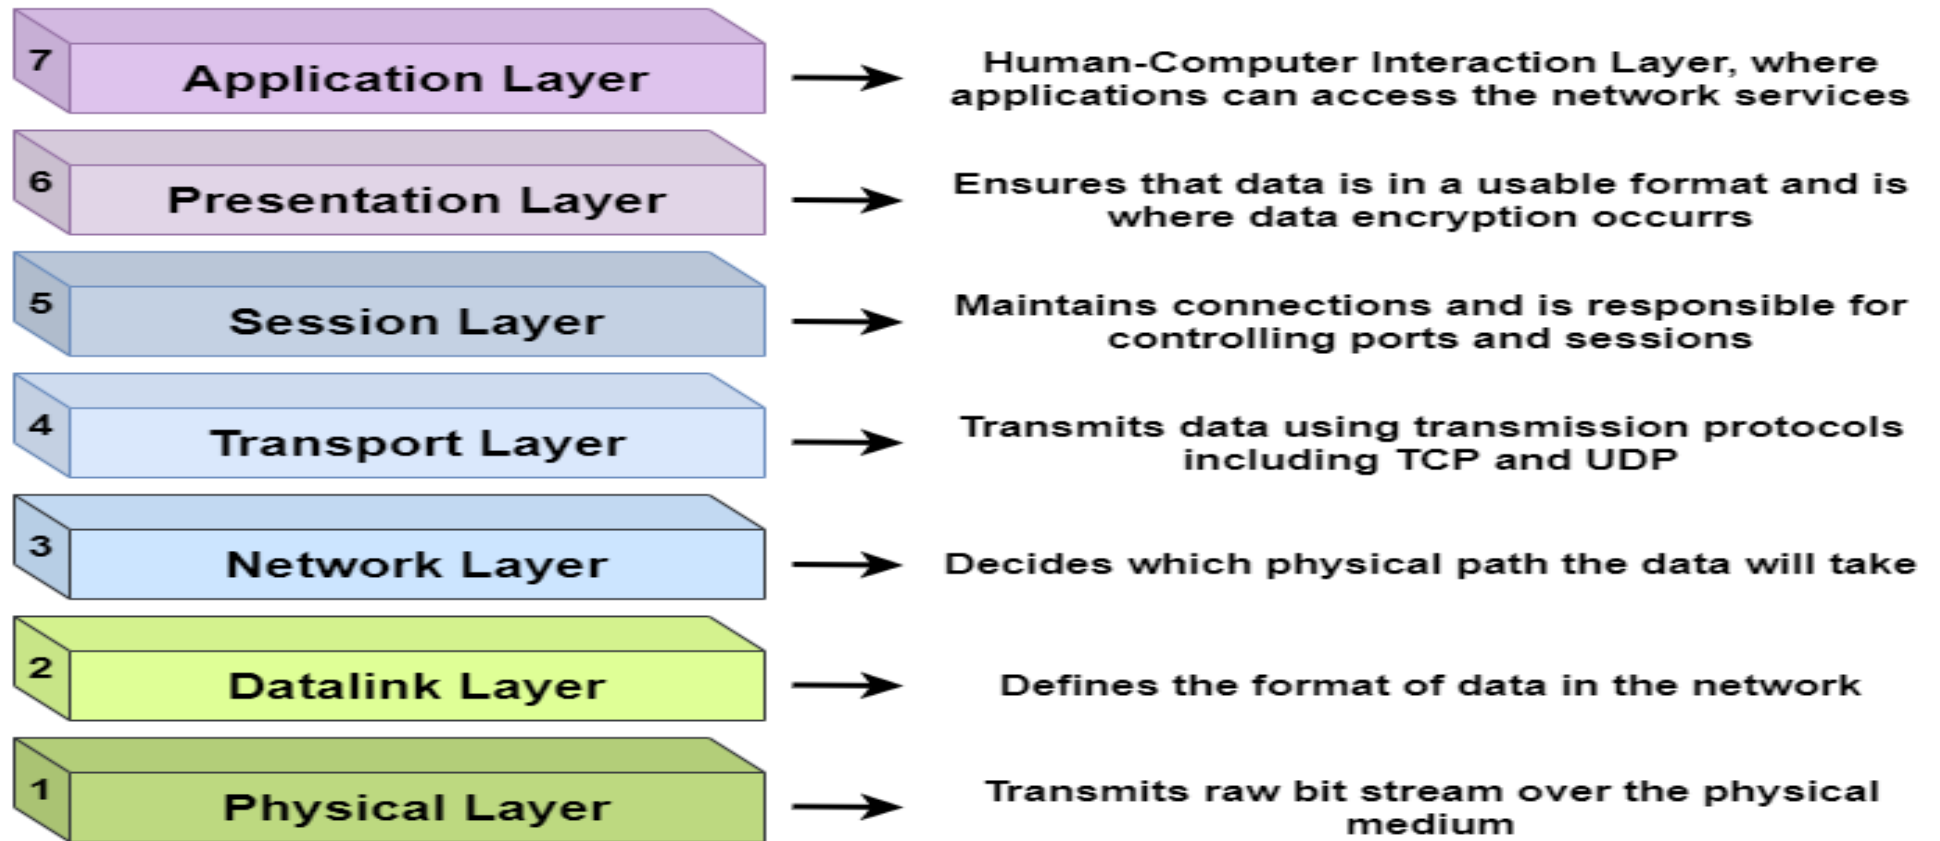 7
Application Layer
Human-Computer Interaction Layer, where
applications can access the network services
6
Presentation Layer
Ensures that data is in a usable format and is
where data encryption occurrs
5
Session Layer
Maintains connections and is responsible for
controlling ports and sessions
4
Transport Layer
Transmits data using transmission protocols
including TCP and UDP
3
Network Layer
Decides which physical path the data will take
2
Datalink Layer
Defines the format of data in the network
1
Physical Layer
Transmits raw bit stream over the physical
medium